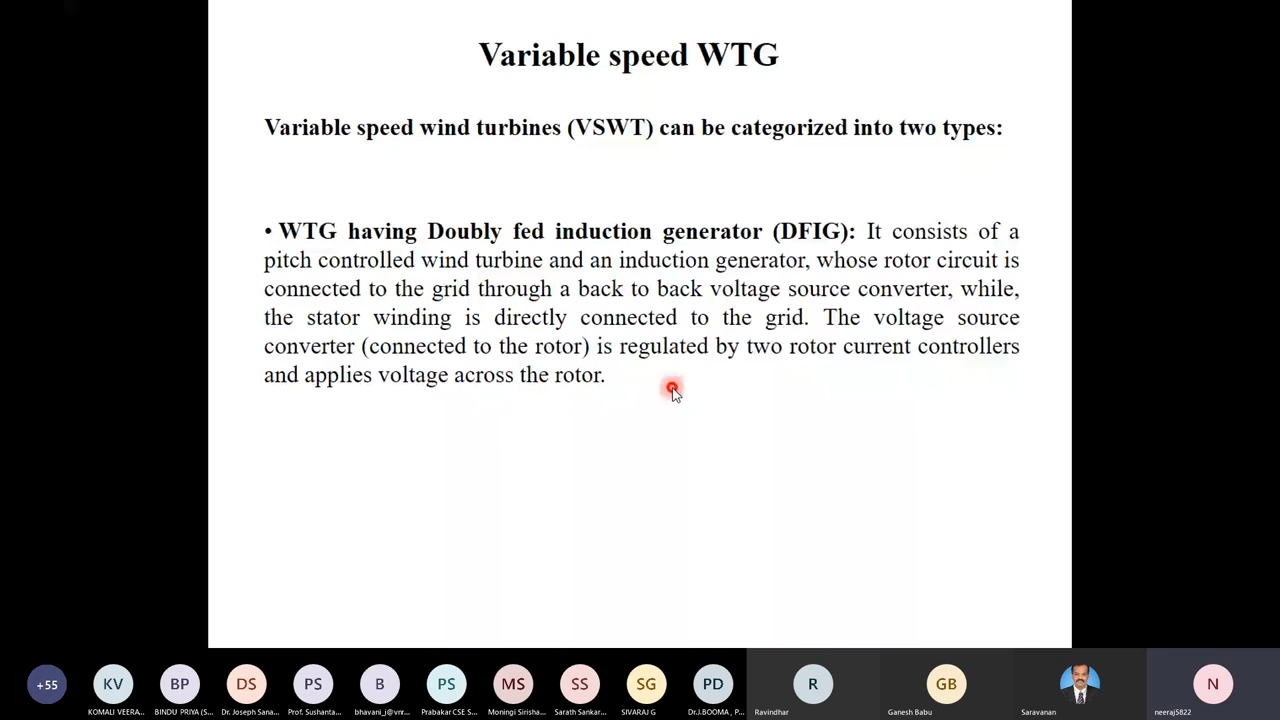 Variable speed WTG
Variable speed wind turbines (VSWT) can be categorized into two types:
• WTG having Doubly fed induction generator (DFIG): It consists of a
pitch controlled wind turbine and an induction generator, whose rotor circuit is
connected to the grid through a back to back voltage source converter, while,
the stator winding is directly connected to the grid. The voltage source
converter (connected to the rotor) is regulated by two rotor current controllers
and applies voltage across the rotor.
+55 KV BP DS PS B PS MS SS SG PD R GB N
KOMALI VEERA... BINDU PRIYA (S... Dr. Joseph Sana... Prof. Sushanta... bhavani_j@vnr... Prabakar CSE S... Moningi Sirisha... Sarath Sankar... SIVARAJ G Dr.J.BOOMA , P... Ravindhar Ganesh Babu Saravanan neeraj5822